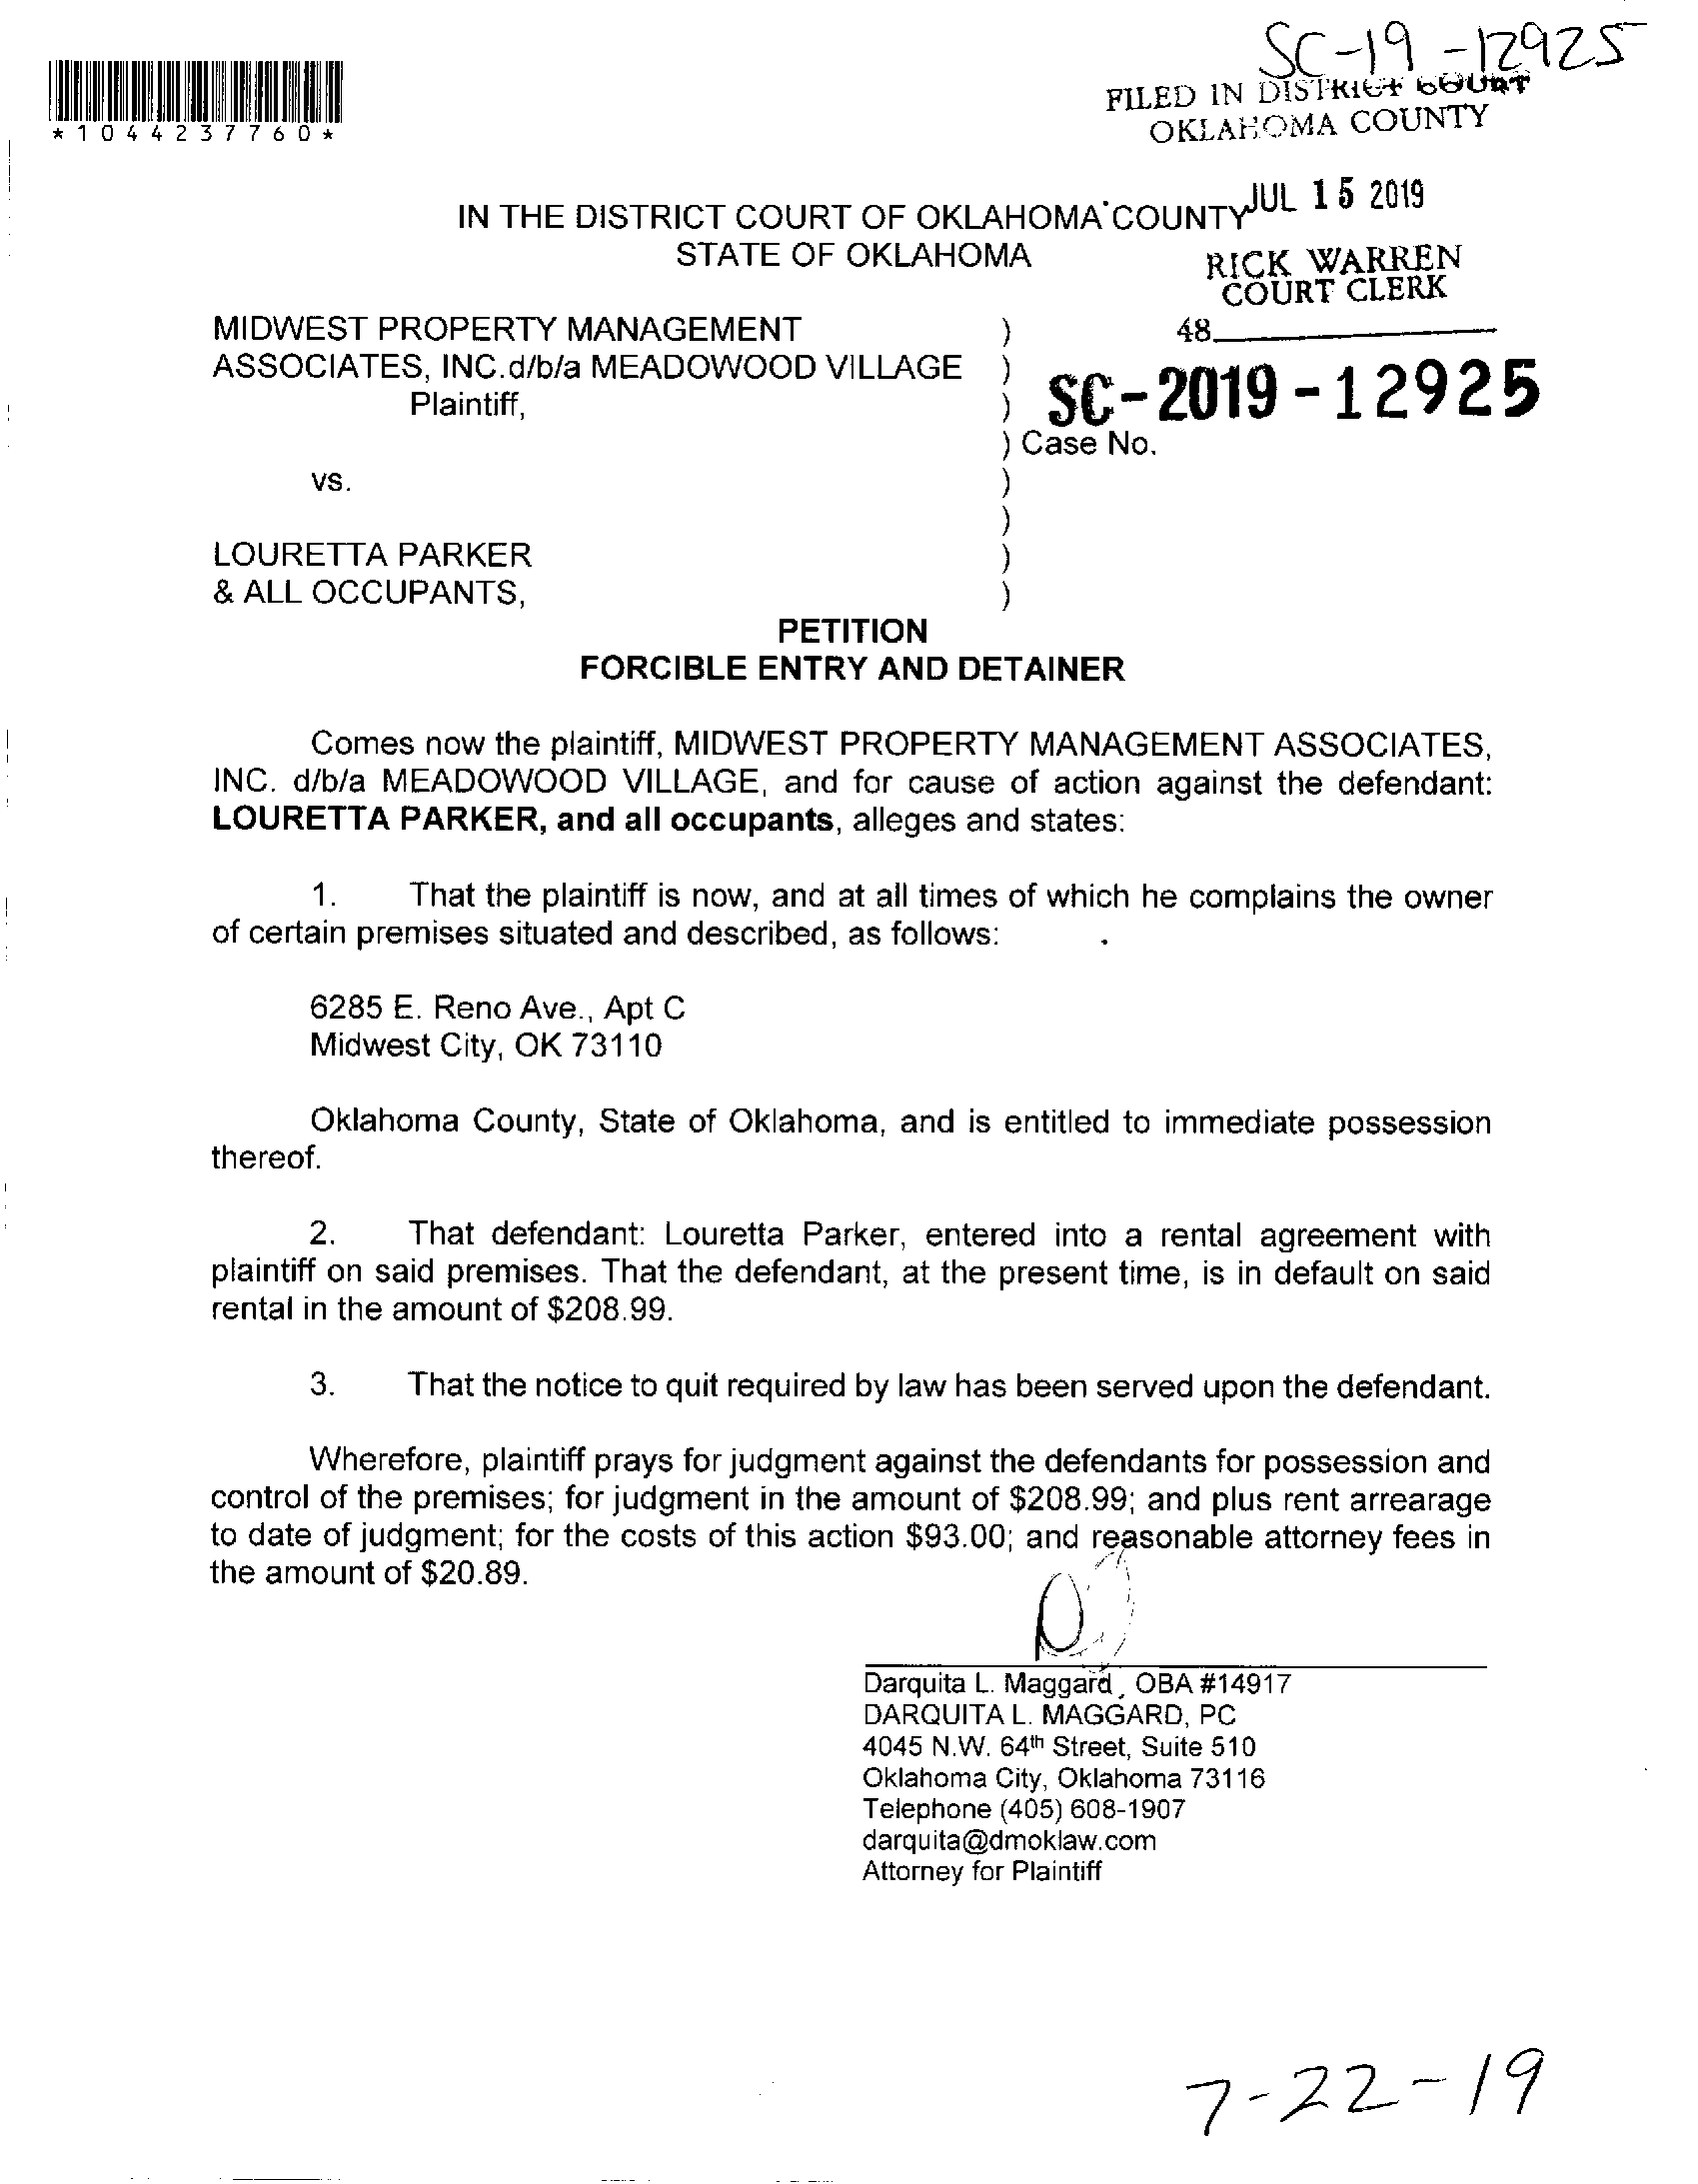 SC-19-12925
FILED IN DISTRICT COURT
OKLAHOMA COUNTY
*1044237760*
JUL 15 2019
IN THE DISTRICT COURT OF OKLAHOMA COUNTY
STATE OF OKLAHOMA
RICK WARREN
COURT CLERK
48
MIDWEST PROPERTY MANAGEMENT )
ASSOCIATES, INC.d/b/a MEADOWOOD VILLAGE )
Plaintiff, ) SC-2019-12925
) Case No.
vs. )
)
LOURETTA PARKER )
& ALL OCCUPANTS, )
PETITION
FORCIBLE ENTRY AND DETAINER
Comes now the plaintiff, MIDWEST PROPERTY MANAGEMENT ASSOCIATES,
INC. d/b/a MEADOWOOD VILLAGE, and for cause of action against the defendant:
LOURETTA PARKER, and all occupants, alleges and states:
1. That the plaintiff is now, and at all times of which he complains the owner
of certain premises situated and described, as follows:
6285 E. Reno Ave., Apt C
Midwest City, OK 73110
Oklahoma County, State of Oklahoma, and is entitled to immediate possession
thereof.
2. That defendant: Louretta Parker, entered into a rental agreement with
plaintiff on said premises. That the defendant, at the present time, is in default on said
rental in the amount of $208.99.
3. That the notice to quit required by law has been served upon the defendant.
Wherefore, plaintiff prays for judgment against the defendants for possession and
control of the premises; for judgment in the amount of $208.99; and plus rent arrearage
to date of judgment; for the costs of this action $93.00; and reasonable attorney fees in
the amount of $20.89.
Darquita L. Maggard, OBA #14917
DARQUITA L. MAGGARD, PC
4045 N.W. 64th Street, Suite 510
Oklahoma City, Oklahoma 73116
Telephone (405) 608-1907
darquita@dmoklaw.com
Attorney for Plaintiff
7-22-19